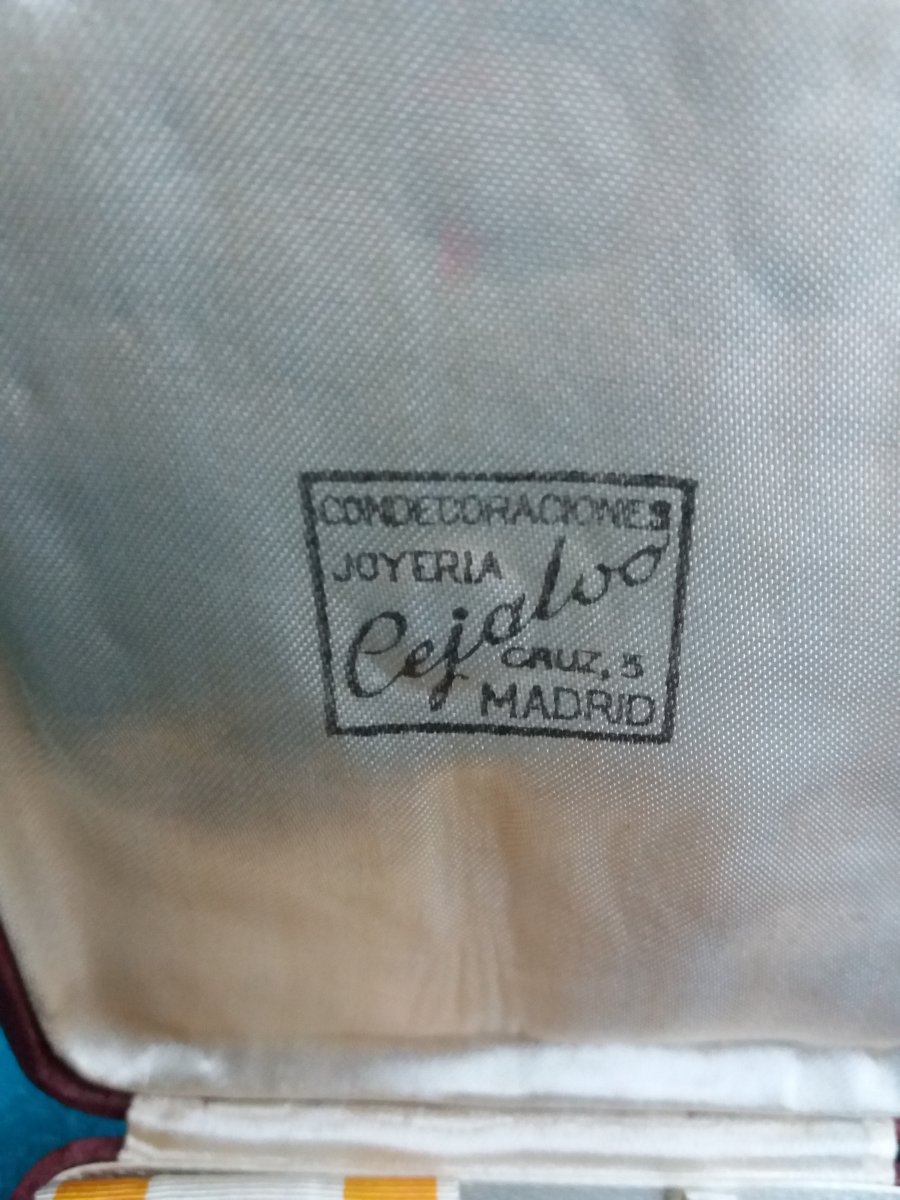 CONDECORACIONES
JOYERIA
Cejalvo
CRUZ, 5
MADRID